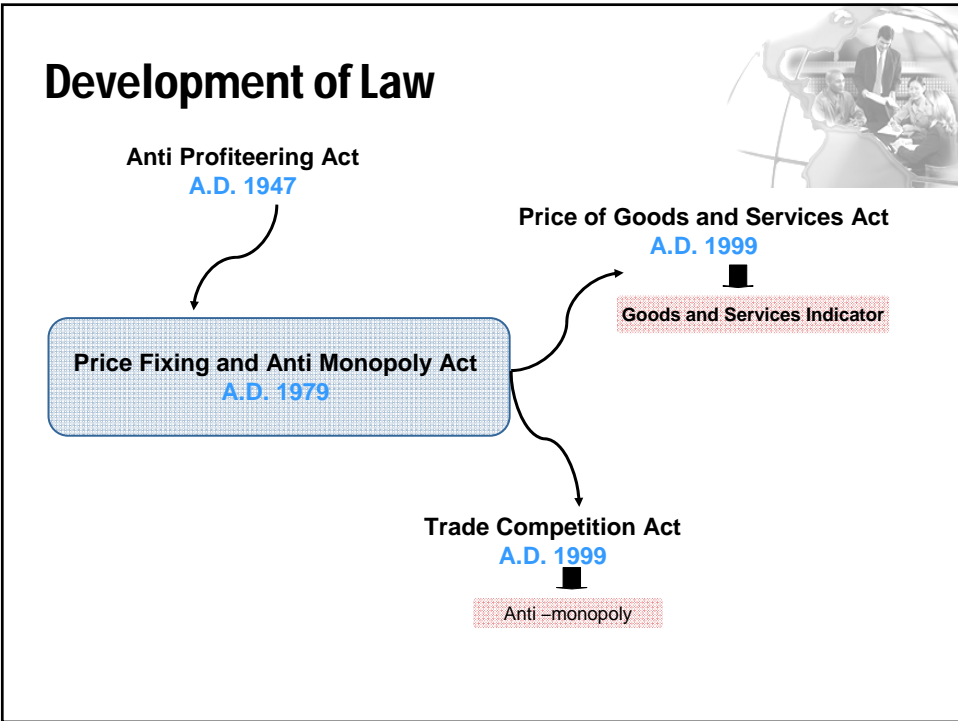 Development of Law
Anti Profiteering Act
A.D. 1947
Price of Goods and Services Act
A.D. 1999
Goods and Services Indicator
Price Fixing and Anti Monopoly Act
A.D. 1979
Trade Competition Act
A.D. 1999
Anti –monopoly